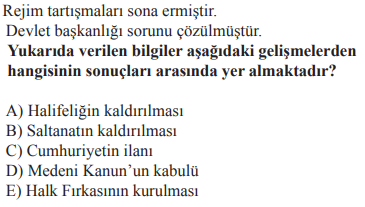 Rejim tartışmaları sona ermiştir.
Devlet başkanlığı sorunu çözülmüştür.
Yukarıda verilen bilgiler aşağıdaki gelişmelerden
hangisinin sonuçları arasında yer almaktadır?
A) Halifeliğin kaldırılması
B) Saltanatın kaldırılması
C) Cumhuriyetin ilanı
D) Medeni Kanun’un kabulü
E) Halk Fırkasının kurulması